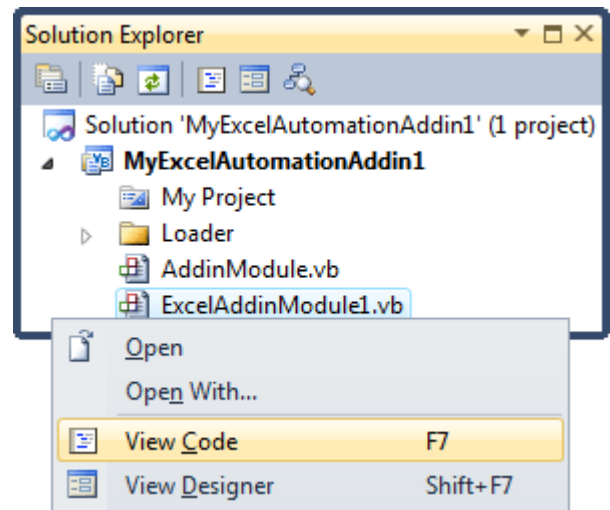 Solution Explorer
Solution 'MyExcelAutomationAddin1' (1 project)
MyExcelAutomationAddin1
My Project
Loader
AddinModule.vb
ExcelAddinModule1.vb
Open
Open With...
View Code F7
View Designer Shift+F7